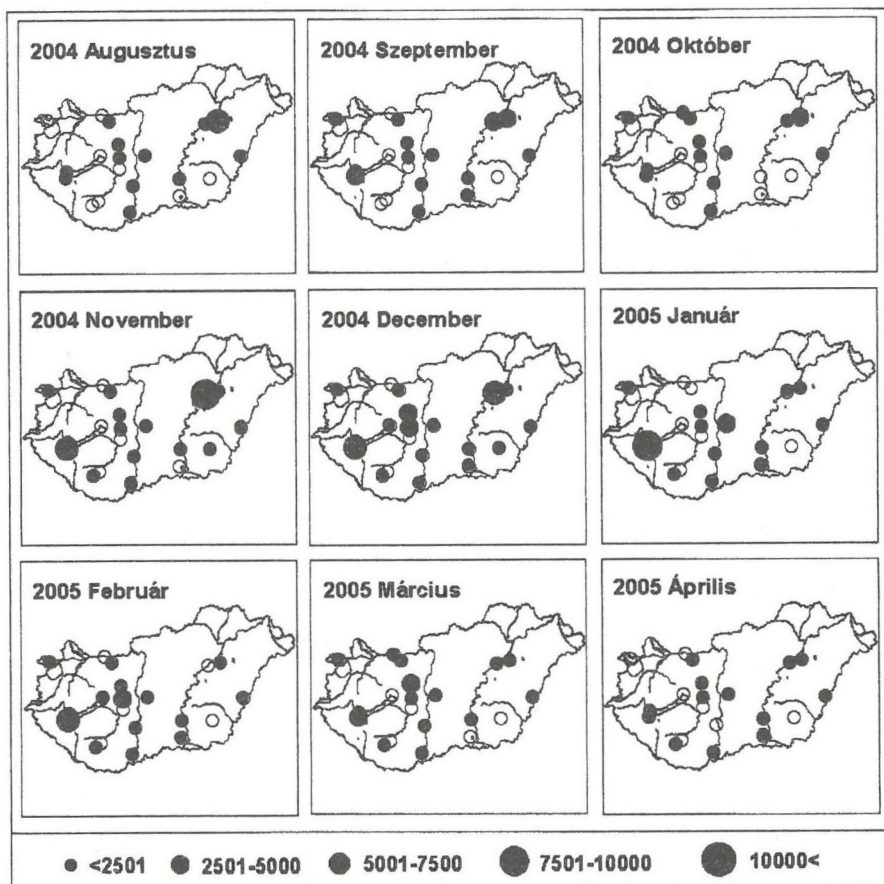 2004 Augusztus
2004 Szeptember
2004 Október
2004 November
2004 December
2005 Január
2005 Február
2005 Március
2005 Április
<2501 2501-5000 5001-7500 7501-10000 10000<